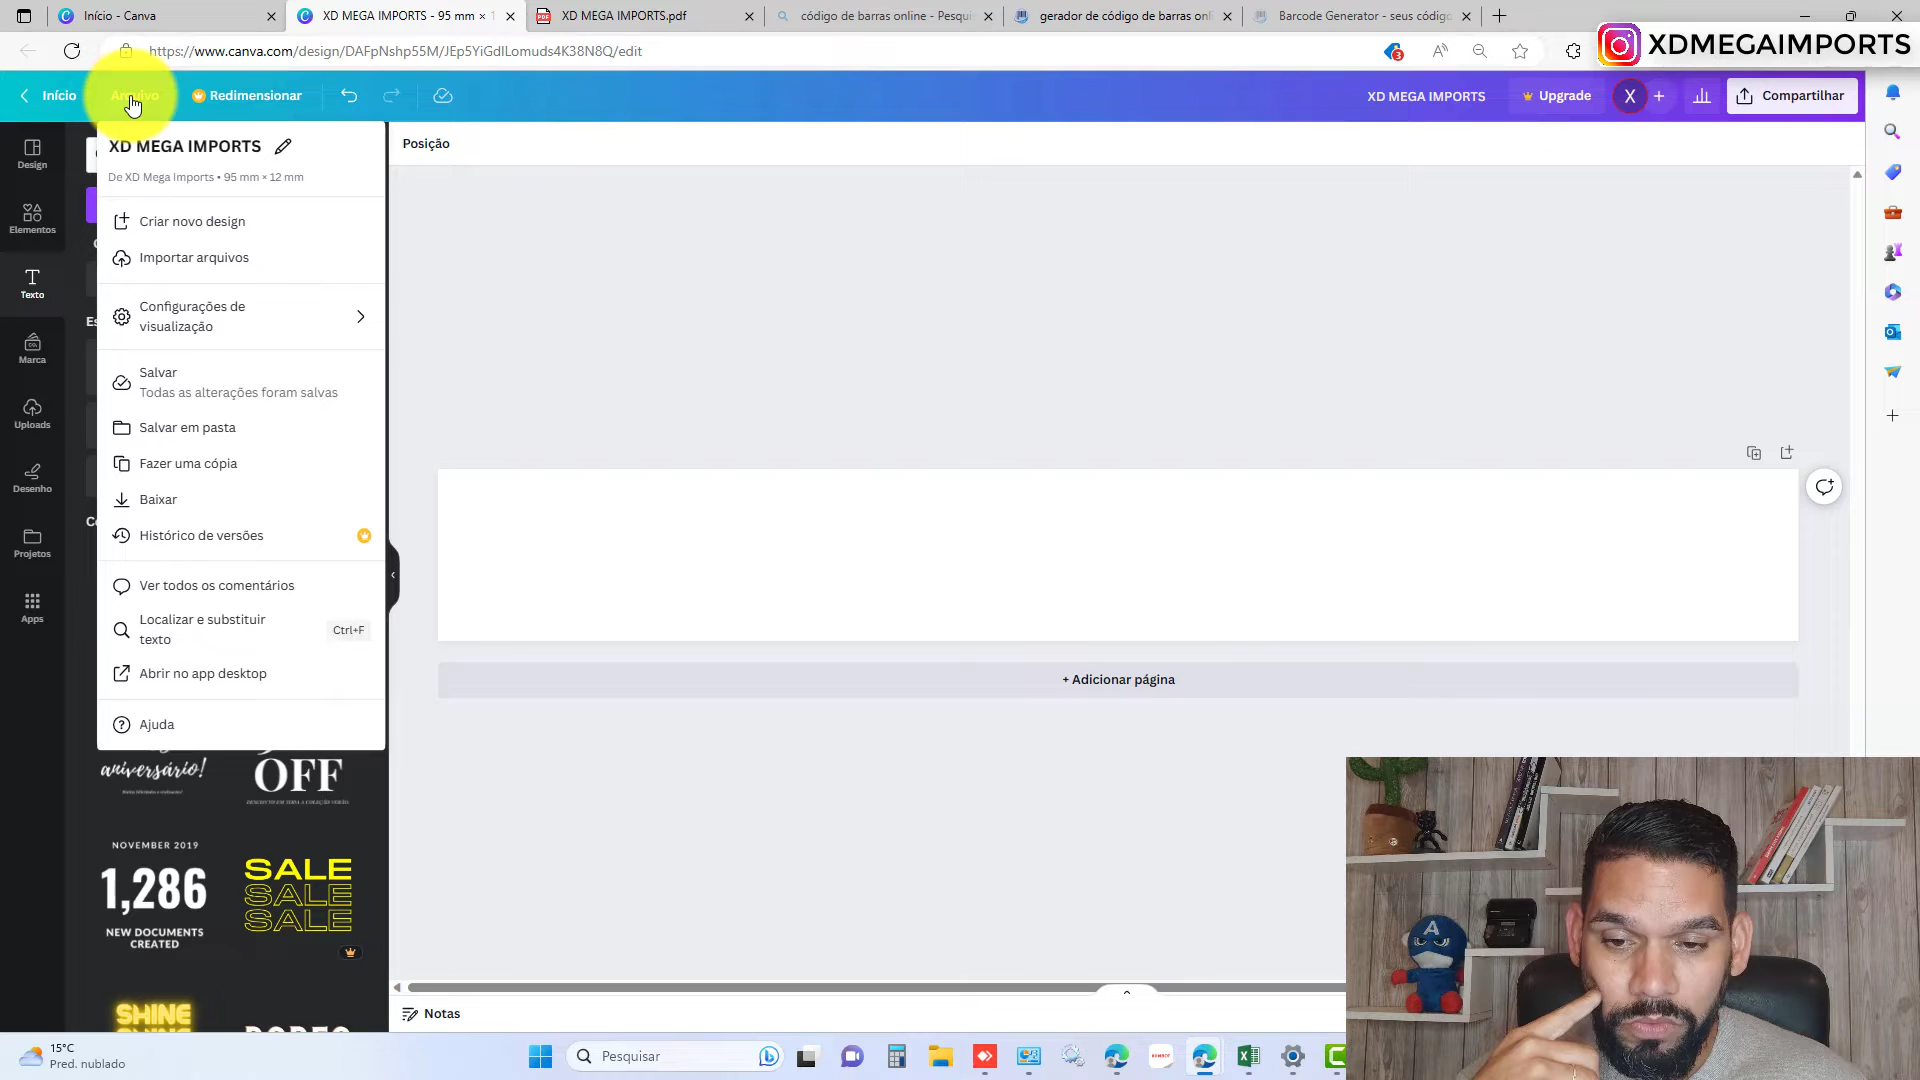 Início - Canva
XD MEGA IMPORTS - 95 mm × 1
XD MEGA IMPORTS.pdf
código de barras online - Pesqui
gerador de código de barras onl
Barcode Generator - seus código
https://www.canva.com/design/DAFpNshp55M/JEp5YiGdILomuds4K38N8Q/edit
3
XDMEGAIMPORTS
Início
Arquivo
Redimensionar
XD MEGA IMPORTS
Upgrade
X
Compartilhar
Design
Elementos
Texto
Marca
Uploads
Desenho
Projetos
Apps
XD MEGA IMPORTS
De XD Mega Imports • 95 mm × 12 mm
Criar novo design
Importar arquivos
Configurações de
visualização
Salvar
Todas as alterações foram salvas
Salvar em pasta
Fazer uma cópia
Baixar
Histórico de versões
Ver todos os comentários
Localizar e substituir
texto
Ctrl+F
Abrir no app desktop
Ajuda
Posição
+ Adicionar página
aniversário!
OFF
NOVEMBER 2019
1,286
NEW DOCUMENTS
CREATED
SALE
SALE
SALE
SHINE
Notas
15°C
Pred. nublado
Pesquisar
A